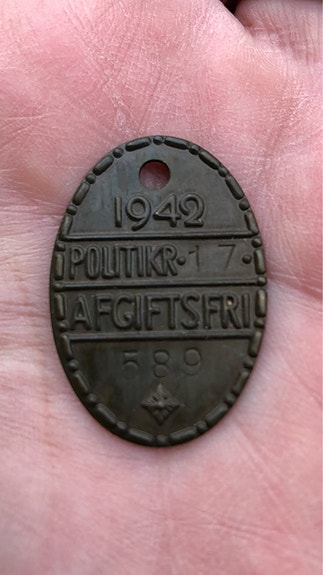 1942
POLITIKR·17·
AFGIFTSFRI
589